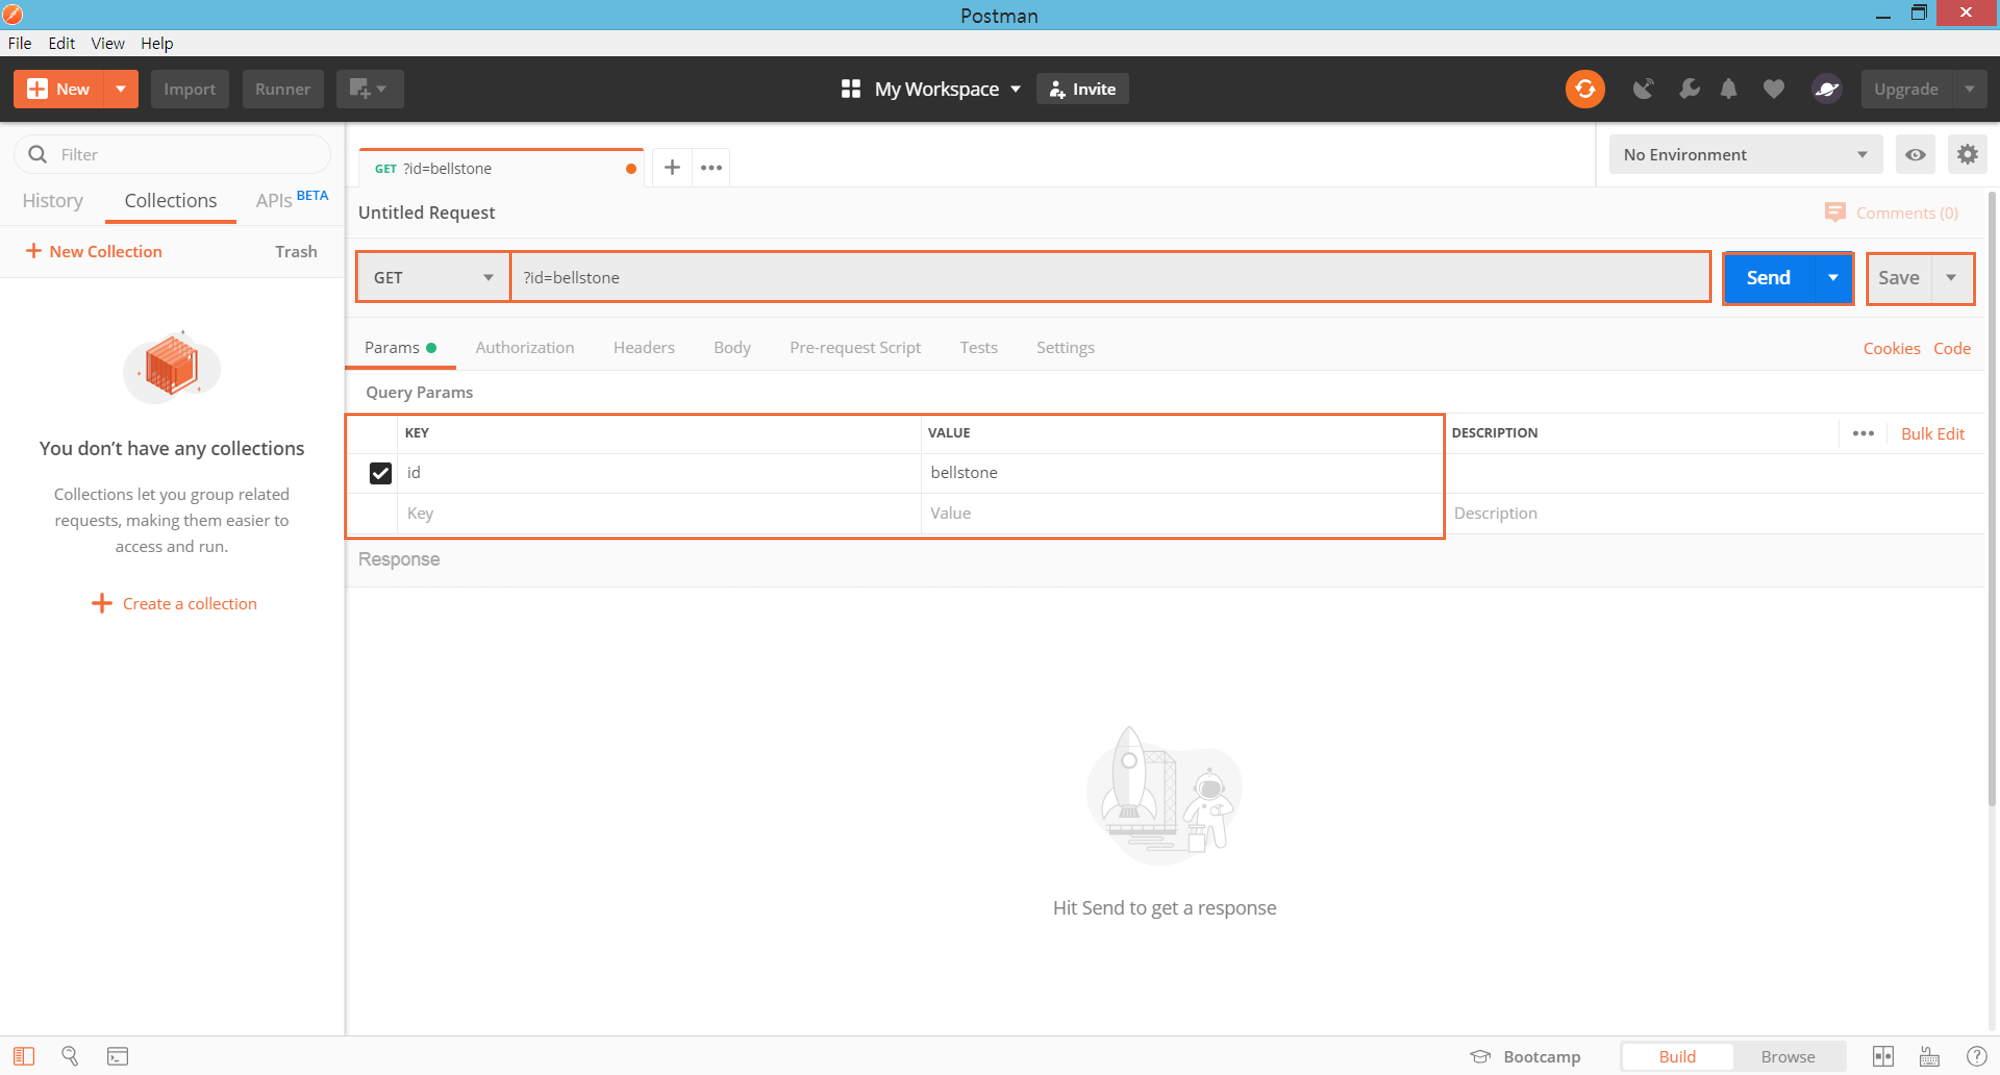 Postman
File Edit View Help
New Import Runner My Workspace Invite Upgrade
Filter
History Collections APIs BETA
New Collection Trash
You don’t have any collections
Collections let you group related
requests, making them easier to
access and run.
Create a collection
GET ?id=bellstone
No Environment
Untitled Request
Comments (0)
GET ?id=bellstone Send Save
Params Authorization Headers Body Pre-request Script Tests Settings Cookies Code
Query Params
KEY VALUE DESCRIPTION Bulk Edit
id bellstone
Key Value Description
Response
Hit Send to get a response
Bootcamp Build Browse